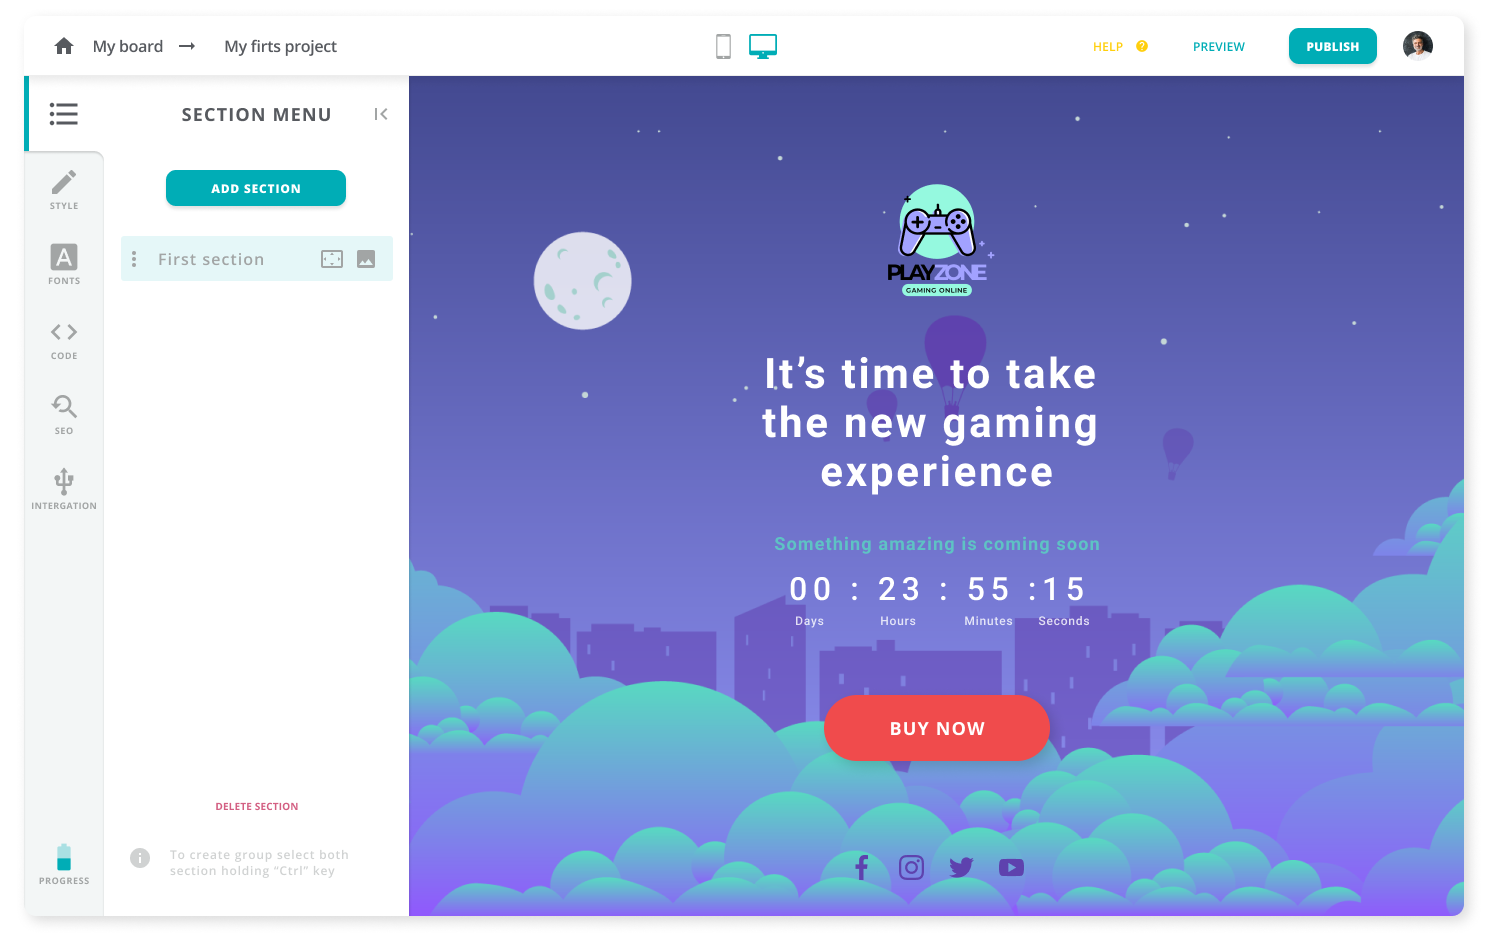 My board → My firts project
HELP ?
PREVIEW
PUBLISH
SECTION MENU
ADD SECTION
First section
STYLE
A
FONTS
CODE
SEO
INTERGATION
DELETE SECTION
To create group select both
section holding "Ctrl" key
PROGRESS
PLAYZONE
GAMING ONLINE
It’s time to take
the new gaming
experience
Something amazing is coming soon
00 : 23 : 55 :15
Days Hours Minutes Seconds
BUY NOW